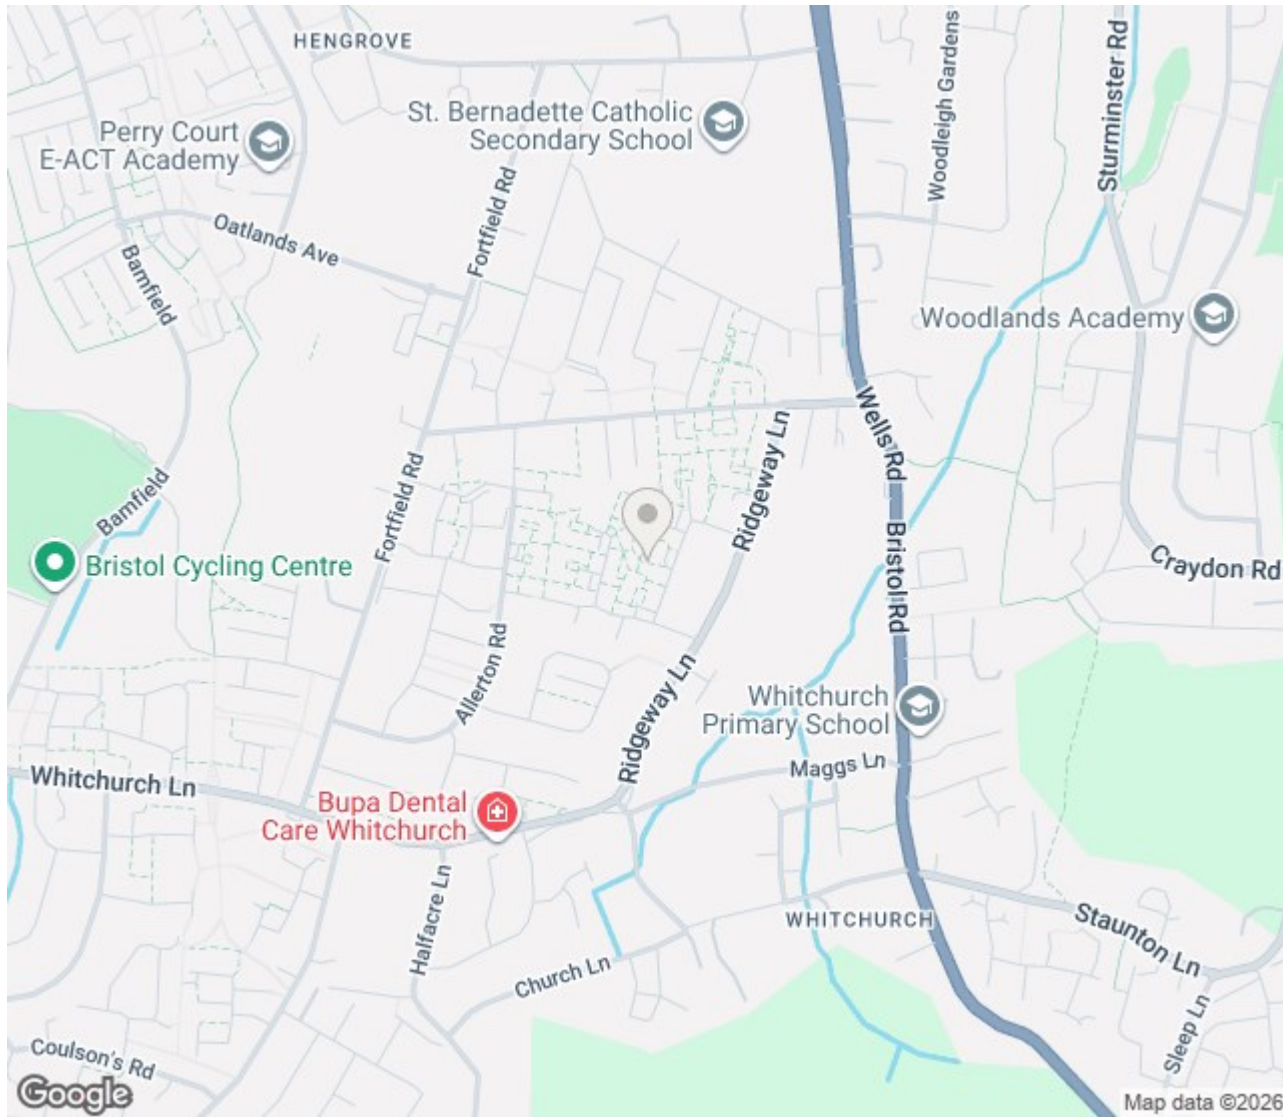 HENGROVE
St. Bernadette Catholic
Secondary School
Perry Court
E-ACT Academy
Woodleigh Gardens
Sturminster Rd
Fortfield Rd
Oatlands Ave
Bamfield
Woodlands Academy
Wells Rd
Ridgeway Ln
Fortfield Rd
Bamfield
Bristol Rd
Bristol Cycling Centre
Craydon Rd
Allerton Rd
Ridgeway Ln
Whitchurch
Primary School
Maggs Ln
Whitchurch Ln
Bupa Dental
Care Whitchurch
Halfacre Ln
WHITCHURCH
Staunton Ln
Church Ln
Sleep Ln
Coulson's Rd
Google
Map data ©2026